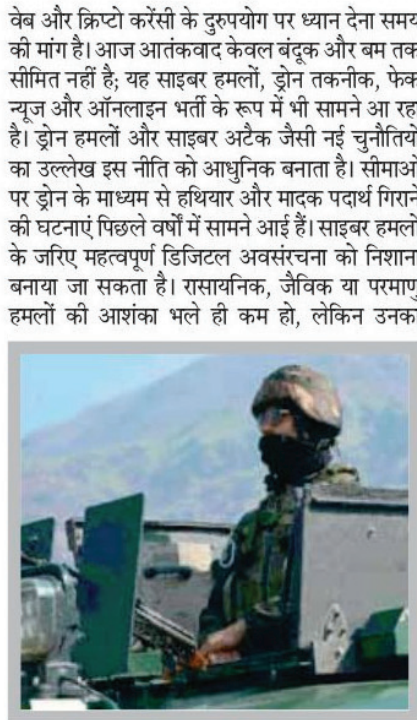 वेब और क्रिप्टो करेंसी के दुरुपयोग पर ध्यान देना समय
की मांग है। आज आतंकवाद केवल बंदूक और बम तक
सीमित नहीं है; यह साइबर हमलों, ड्रोन तकनीक, फेक
न्यूज और ऑनलाइन भर्ती के रूप में भी सामने आ रह
है। ड्रोन हमलों और साइबर अटैक जैसी नई चुनौतिय
का उल्लेख इस नीति को आधुनिक बनाता है। सीमाअ
पर ड्रोन के माध्यम से हथियार और मादक पदार्थ गिरान
की घटनाएं पिछले वर्षों में सामने आई हैं। साइबर हमल
के जरिए महत्वपूर्ण डिजिटल अवसंरचना को निशान
बनाया जा सकता है। रासायनिक, जैविक या परमाणु
हमलों की आशंका भले ही कम हो, लेकिन उनक